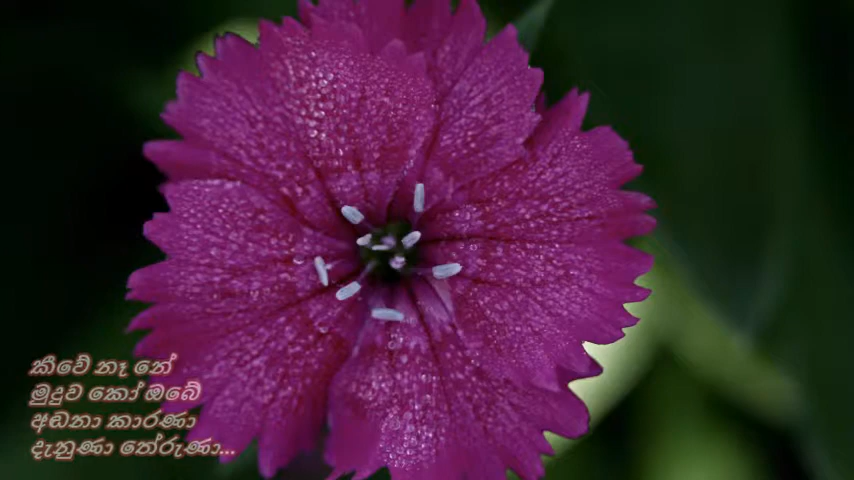 කිව්වේ නෑ නේ
මුදුව කෝ ඔබේ
අඬනා කාරණා
දැනුණා තේරුණා...